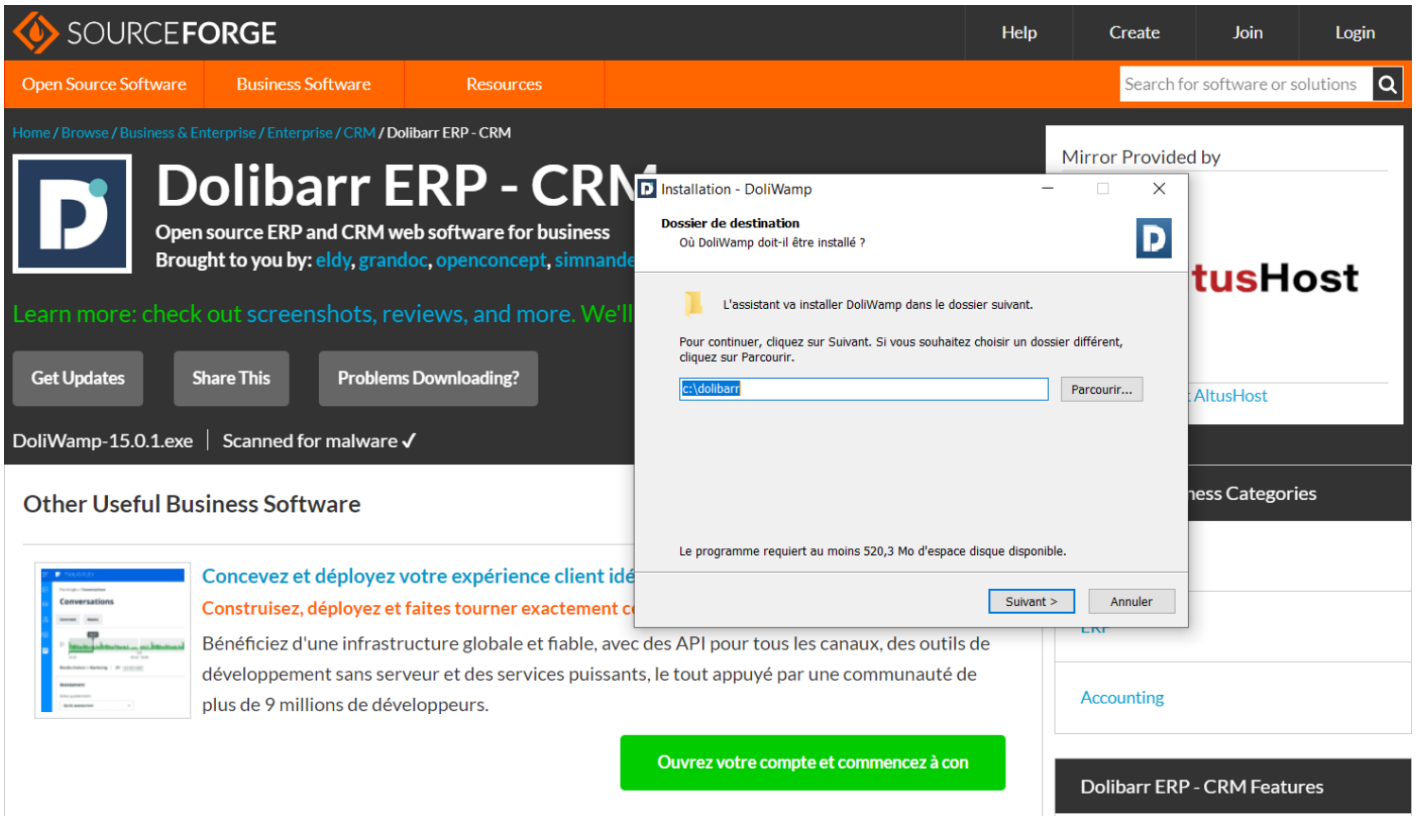 SOURCEFORGE
Help
Create
Join
Login
Open Source Software
Business Software
Resources
Search for software or solutions
Home / Browse / Business & Enterprise / Enterprise / CRM / Dolibarr ERP - CRM
Dolibarr ERP - CRM
Open source ERP and CRM web software for business
Brought to you by: eldy, grandoc, openconcept, simnande
Learn more: check out screenshots, reviews, and more. We'll
Get Updates
Share This
Problems Downloading?
DoliWamp-15.0.1.exe
Scanned for malware ✓
Mirror Provided by
tusHost
AltusHost
Installation - DoliWamp
Dossier de destination
Où DoliWamp doit-il être installé ?
L'assistant va installer DoliWamp dans le dossier suivant.
Pour continuer, cliquez sur Suivant. Si vous souhaitez choisir un dossier différent,
cliquez sur Parcourir.
c:\dolibarr
Parcourir...
Le programme requiert au moins 520,3 Mo d'espace disque disponible.
Suivant >
Annuler
Other Useful Business Software
Conversations
Concevez et déployez votre expérience client idé
Construisez, déployez et faites tourner exactement c
Bénéficiez d'une infrastructure globale et fiable, avec des API pour tous les canaux, des outils de
développement sans serveur et des services puissants, le tout appuyé par une communauté de
plus de 9 millions de développeurs.
Ouvrez votre compte et commencez à con
ness Categories
ERP
Accounting
Dolibarr ERP - CRM Features